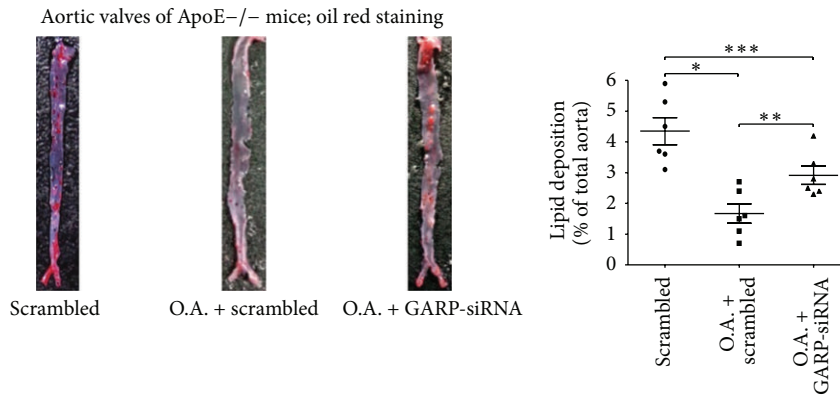 Aortic valves of ApoE−/− mice; oil red staining
Scrambled
O.A. + scrambled
O.A. + GARP-siRNA
Lipid deposition
(% of total aorta)
6
5
4
3
2
1
0
***
*
**
Scrambled
O.A. +
scrambled
O.A. +
GARP-siRNA